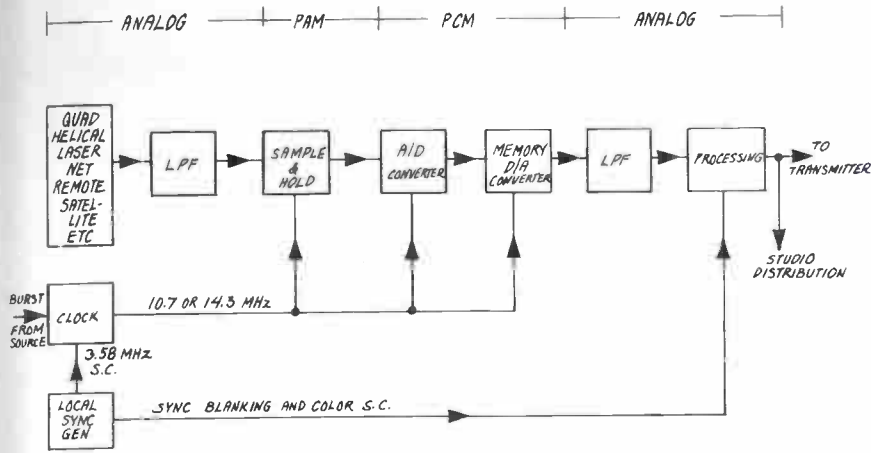 ANALOG
PAM
PCM
ANALOG
QUAD
HELICAL
LASER
NET
REMOTE
SATEL-
LITE
ETC
LPF
SAMPLE
&
HOLD
A/D
CONVERTER
MEMORY
D/A
CONVERTER
LPF
PROCESSING
TO
TRANSMITTER
STUDIO
DISTRIBUTION
BURST
FROM
SOURCE
CLOCK
10.7 OR 14.3 MHz
3.58 MHz
S.C.
LOCAL
SYNC
GEN
SYNC BLANKING AND COLOR S.C.